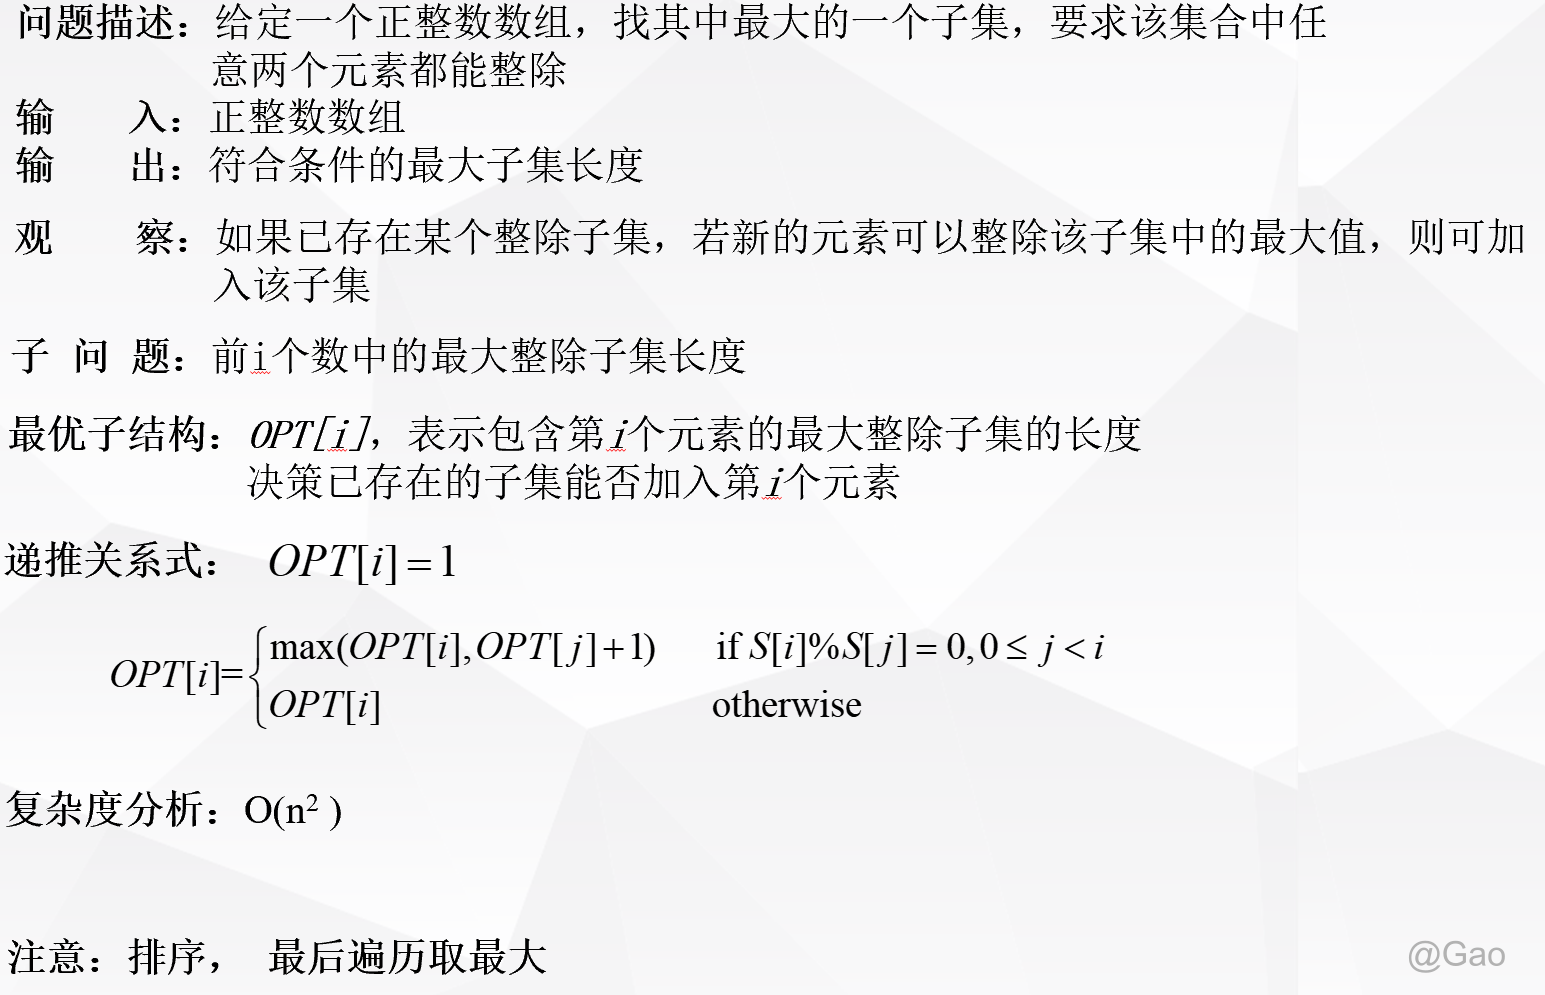 问题描述：给定一个正整数数组，找其中最大的一个子集，要求该集合中任
意两个元素都能整除
输 入：正整数数组
输 出：符合条件的最大子集长度
观 察：如果已存在某个整除子集，若新的元素可以整除该子集中的最大值，则可加
入该子集
子 问 题：前i个数中的最大整除子集长度
最优子结构：OPT[i]，表示包含第i个元素的最大整除子集的长度
决策已存在的子集能否加入第i个元素
递推关系式： OPT[i]=1
OPT[i]={max(OPT[i],OPT[j]+1) if S[i]%S[j]=0,0≤j<i
OPT[i] otherwise
复杂度分析：O(n²)
注意：排序， 最后遍历取最大
@Gao